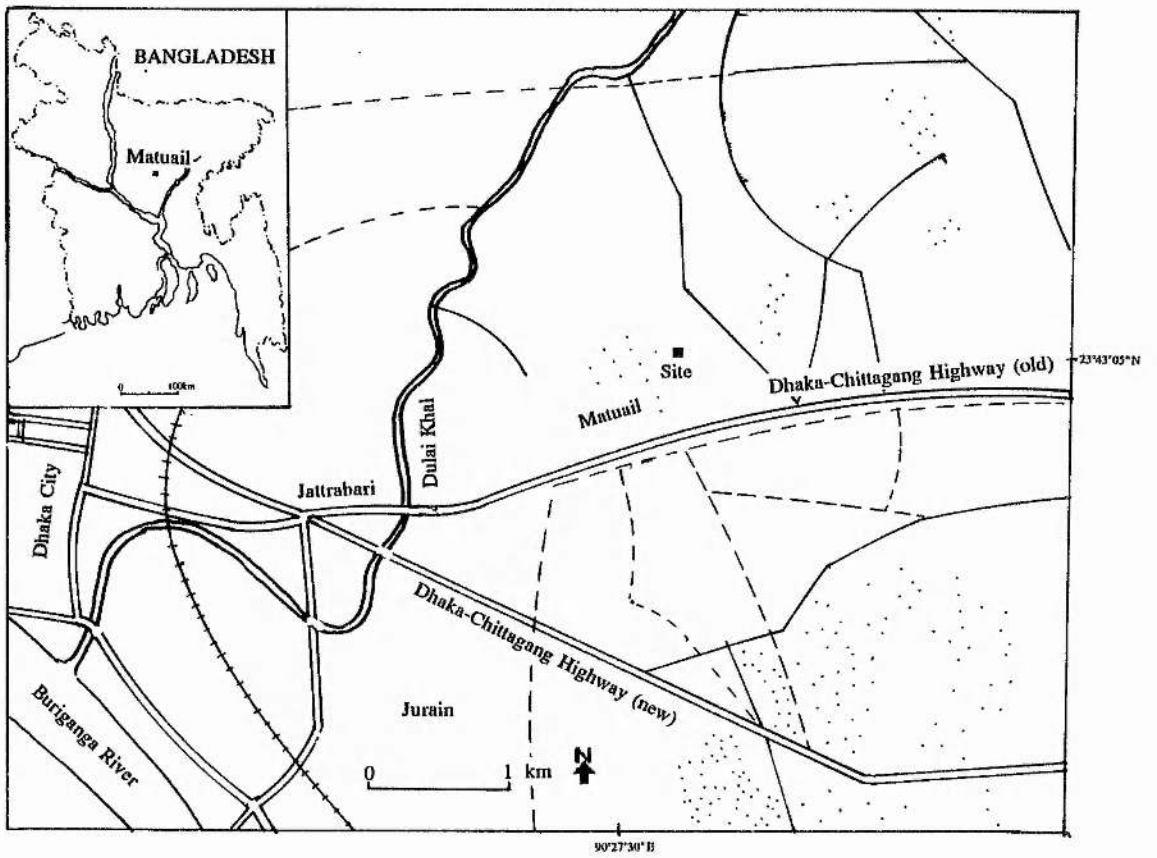 BANGLADESH
Matuail
0 100km
23°43'05"N
Site
Dhaka-Chittagang Highway (old)
Matuail
Dulai Khal
Jattrabari
Dhaka City
Dhaka-Chittagang Highway (new)
Jurain
Buriganga River
0 1 km
N
90°27'30"E